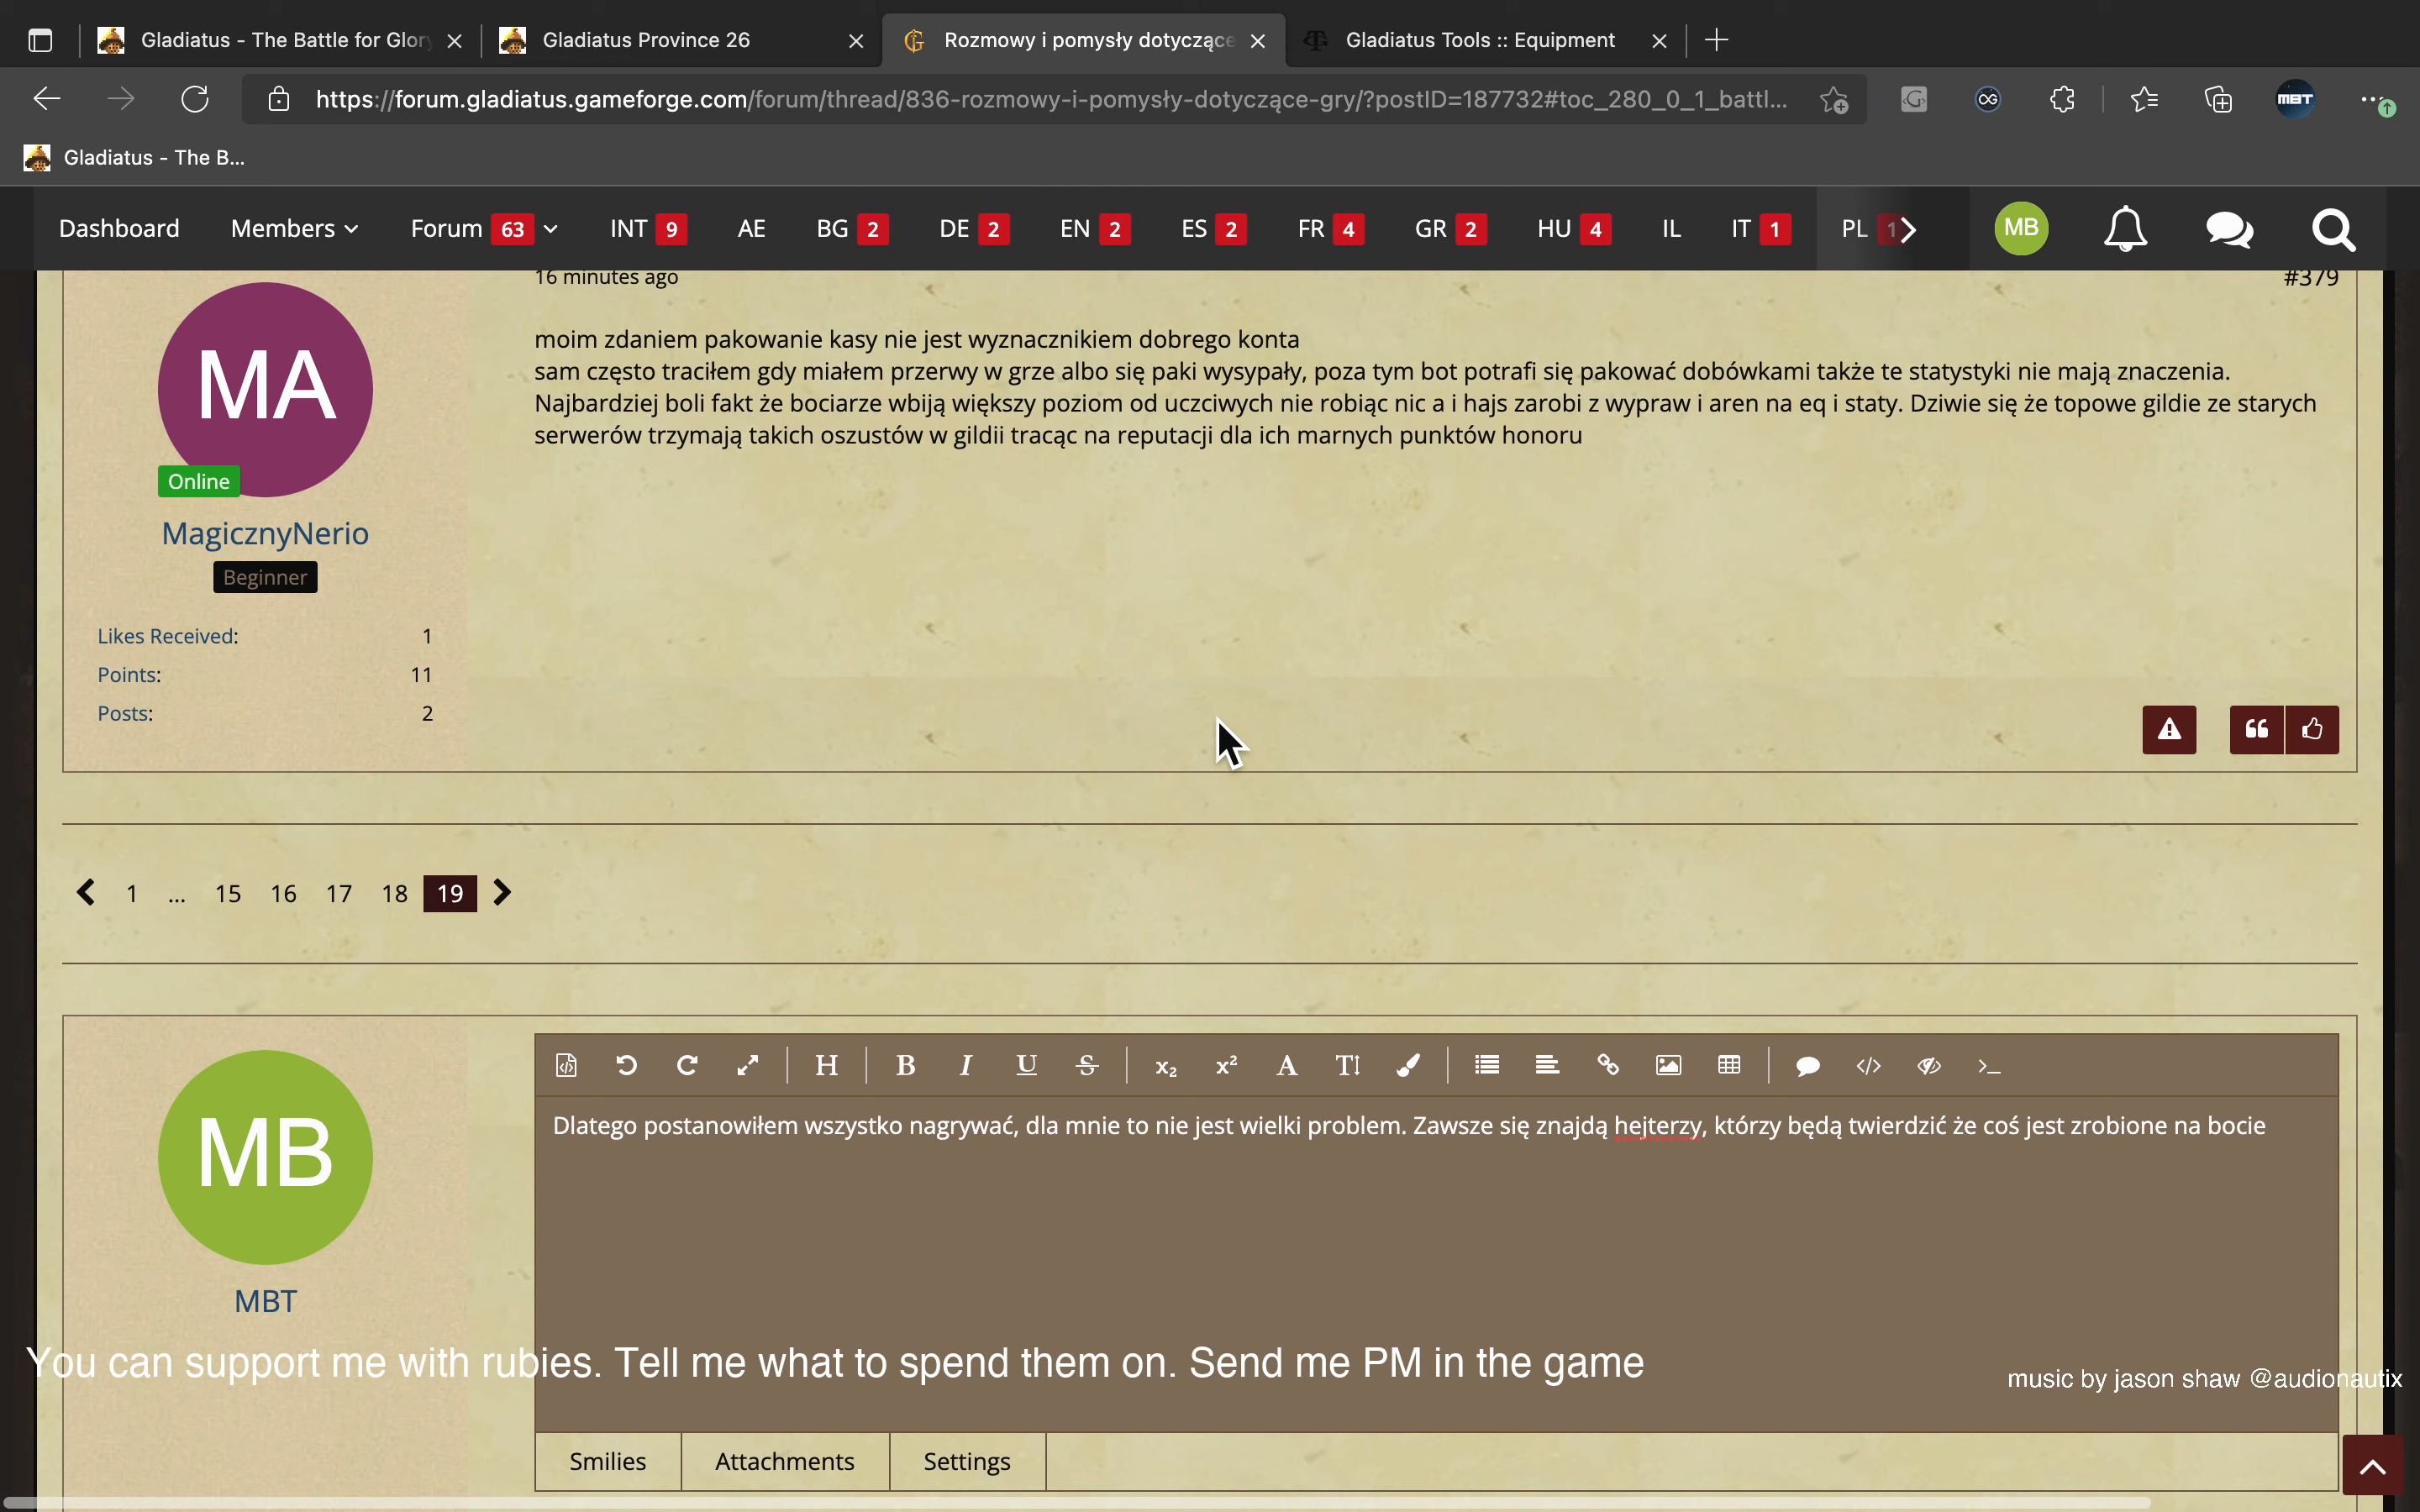 Gladiatus - The Battle for Glory
Gladiatus Province 26
Rozmowy i pomysły dotyczące
Gladiatus Tools :: Equipment
https://forum.gladiatus.gameforge.com/forum/thread/836-rozmowy-i-pomysły-dotyczące-gry/?postID=187732#toc_280_0_1_battl...
MBT
Gladiatus - The B...
Dashboard
Members
Forum 63
INT 9
AE
BG 2
DE 2
EN 2
ES 2
FR 4
GR 2
HU 4
IL
IT 1
PL 1
MB
16 minutes ago
#379
MA
Online
MagicznyNerio
Beginner
Likes Received: 1
Points: 11
Posts: 2
moim zdaniem pakowanie kasy nie jest wyznacznikiem dobrego konta
sam często traciłem gdy miałem przerwy w grze albo się paki wysypały, poza tym bot potrafi się pakować dobówkami także te statystyki nie mają znaczenia.
Najbardziej boli fakt że bociarze wbiją większy poziom od uczciwych nie robiąc nic a i hajs zarobi z wypraw i aren na eq i staty. Dziwie się że topowe gildie ze starych
serwerów trzymają takich oszustów w gildii tracąc na reputacji dla ich marnych punktów honoru
1 ... 15 16 17 18 19
MB
MBT
Dlatego postanowiłem wszystko nagrywać, dla mnie to nie jest wielki problem. Zawsze się znajdą hejterzy, którzy będą twierdzić że coś jest zrobione na bocie
You can support me with rubies. Tell me what to spend them on. Send me PM in the game
music by jason shaw @audionautix
Smilies
Attachments
Settings